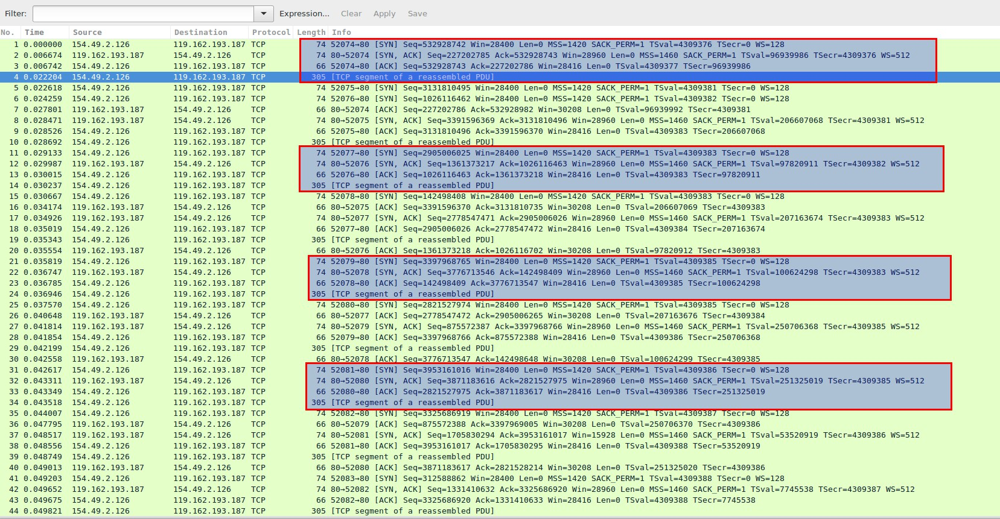 Filter: Expression... Clear Apply Save
No. Time Source Destination Protocol Length Info
1 0.000000 154.49.2.126 119.162.193.187 TCP 74 52074→80 [SYN] Seq=532928742 Win=28400 Len=0 MSS=1420 SACK_PERM=1 TSval=4309376 TSecr=0 WS=128
2 0.006674 119.162.193.187 154.49.2.126 TCP 74 80→52074 [SYN, ACK] Seq=227202785 Ack=532928743 Win=28960 Len=0 MSS=1460 SACK_PERM=1 TSval=96939986 TSecr=4309376 WS=512
3 0.006742 154.49.2.126 119.162.193.187 TCP 66 52074→80 [ACK] Seq=532928743 Ack=227202786 Win=28416 Len=0 TSval=4309377 TSecr=96939986
4 0.022204 154.49.2.126 119.162.193.187 TCP 305 [TCP segment of a reassembled PDU]
5 0.022618 154.49.2.126 119.162.193.187 TCP 74 52075→80 [SYN] Seq=3131810495 Win=28400 Len=0 MSS=1420 SACK_PERM=1 TSval=4309381 TSecr=0 WS=128
6 0.024259 154.49.2.126 119.162.193.187 TCP 74 52076→80 [SYN] Seq=1026116462 Win=28400 Len=0 MSS=1420 SACK_PERM=1 TSval=4309382 TSecr=0 WS=128
7 0.027801 119.162.193.187 154.49.2.126 TCP 66 80→52074 [ACK] Seq=227202786 Ack=532928982 Win=30208 Len=0 TSval=96939992 TSecr=4309381
8 0.028471 119.162.193.187 154.49.2.126 TCP 74 80→52075 [SYN, ACK] Seq=3391596369 Ack=3131810496 Win=28960 Len=0 MSS=1460 SACK_PERM=1 TSval=206607068 TSecr=4309381 WS=512
9 0.028526 154.49.2.126 119.162.193.187 TCP 66 52075→80 [ACK] Seq=3131810496 Ack=3391596370 Win=28416 Len=0 TSval=4309383 TSecr=206607068
10 0.028692 154.49.2.126 119.162.193.187 TCP 305 [TCP segment of a reassembled PDU]
11 0.029133 154.49.2.126 119.162.193.187 TCP 74 52077→80 [SYN] Seq=2905006025 Win=28400 Len=0 MSS=1420 SACK_PERM=1 TSval=4309383 TSecr=0 WS=128
12 0.029987 119.162.193.187 154.49.2.126 TCP 74 80→52076 [SYN, ACK] Seq=1361373217 Ack=1026116463 Win=28960 Len=0 MSS=1460 SACK_PERM=1 TSval=97820911 TSecr=4309382 WS=512
13 0.030015 154.49.2.126 119.162.193.187 TCP 66 52076→80 [ACK] Seq=1026116463 Ack=1361373218 Win=28416 Len=0 TSval=4309383 TSecr=97820911
14 0.030237 154.49.2.126 119.162.193.187 TCP 305 [TCP segment of a reassembled PDU]
15 0.030667 154.49.2.126 119.162.193.187 TCP 74 52078→80 [SYN] Seq=142498408 Win=28400 Len=0 MSS=1420 SACK_PERM=1 TSval=4309383 TSecr=0 WS=128
16 0.034174 119.162.193.187 154.49.2.126 TCP 66 80→52075 [ACK] Seq=3391596370 Ack=3131810735 Win=30208 Len=0 TSval=206607069 TSecr=4309383
17 0.034926 119.162.193.187 154.49.2.126 TCP 74 80→52077 [SYN, ACK] Seq=2778547471 Ack=2905006026 Win=28960 Len=0 MSS=1460 SACK_PERM=1 TSval=207163674 TSecr=4309383 WS=512
18 0.035019 154.49.2.126 119.162.193.187 TCP 66 52077→80 [ACK] Seq=2905006026 Ack=2778547472 Win=28416 Len=0 TSval=4309384 TSecr=207163674
19 0.035343 154.49.2.126 119.162.193.187 TCP 305 [TCP segment of a reassembled PDU]
20 0.035554 119.162.193.187 154.49.2.126 TCP 66 80→52076 [ACK] Seq=1361373218 Ack=1026116702 Win=30208 Len=0 TSval=97820912 TSecr=4309383
21 0.035819 154.49.2.126 119.162.193.187 TCP 74 52079→80 [SYN] Seq=3397968765 Win=28400 Len=0 MSS=1420 SACK_PERM=1 TSval=4309385 TSecr=0 WS=128
22 0.036747 119.162.193.187 154.49.2.126 TCP 74 80→52078 [SYN, ACK] Seq=3776713546 Ack=142498409 Win=28960 Len=0 MSS=1460 SACK_PERM=1 TSval=100624298 TSecr=4309383 WS=512
23 0.036785 154.49.2.126 119.162.193.187 TCP 66 52078→80 [ACK] Seq=142498409 Ack=3776713547 Win=28416 Len=0 TSval=4309385 TSecr=100624298
24 0.036946 154.49.2.126 119.162.193.187 TCP 305 [TCP segment of a reassembled PDU]
25 0.037570 154.49.2.126 119.162.193.187 TCP 74 52080→80 [SYN] Seq=2821527974 Win=28400 Len=0 MSS=1420 SACK_PERM=1 TSval=4309385 TSecr=0 WS=128
26 0.040648 119.162.193.187 154.49.2.126 TCP 66 80→52077 [ACK] Seq=2778547472 Ack=2905006265 Win=30208 Len=0 TSval=207163676 TSecr=4309384
27 0.041814 119.162.193.187 154.49.2.126 TCP 74 80→52079 [SYN, ACK] Seq=875572387 Ack=3397968766 Win=28960 Len=0 MSS=1460 SACK_PERM=1 TSval=250706368 TSecr=4309385 WS=512
28 0.041854 154.49.2.126 119.162.193.187 TCP 66 52079→80 [ACK] Seq=3397968766 Ack=875572388 Win=28416 Len=0 TSval=4309386 TSecr=250706368
29 0.042199 154.49.2.126 119.162.193.187 TCP 305 [TCP segment of a reassembled PDU]
30 0.042558 119.162.193.187 154.49.2.126 TCP 66 80→52078 [ACK] Seq=3776713547 Ack=142498648 Win=30208 Len=0 TSval=100624299 TSecr=4309385
31 0.042617 154.49.2.126 119.162.193.187 TCP 74 52081→80 [SYN] Seq=3953161016 Win=28400 Len=0 MSS=1420 SACK_PERM=1 TSval=4309386 TSecr=0 WS=128
32 0.043311 119.162.193.187 154.49.2.126 TCP 74 80→52080 [SYN, ACK] Seq=3871183616 Ack=2821527975 Win=28960 Len=0 MSS=1460 SACK_PERM=1 TSval=251325019 TSecr=4309385 WS=512
33 0.043349 154.49.2.126 119.162.193.187 TCP 66 52080→80 [ACK] Seq=2821527975 Ack=3871183617 Win=28416 Len=0 TSval=4309386 TSecr=251325019
34 0.043518 154.49.2.126 119.162.193.187 TCP 305 [TCP segment of a reassembled PDU]
35 0.044007 154.49.2.126 119.162.193.187 TCP 74 52082→80 [SYN] Seq=3325686919 Win=28400 Len=0 MSS=1420 SACK_PERM=1 TSval=4309387 TSecr=0 WS=128
36 0.047795 119.162.193.187 154.49.2.126 TCP 66 80→52079 [ACK] Seq=875572388 Ack=3397969005 Win=30208 Len=0 TSval=250706370 TSecr=4309386
37 0.048517 119.162.193.187 154.49.2.126 TCP 74 80→52081 [SYN, ACK] Seq=1705830294 Ack=3953161017 Win=15928 Len=0 MSS=1460 SACK_PERM=1 TSval=53520919 TSecr=4309386 WS=512
38 0.048556 154.49.2.126 119.162.193.187 TCP 66 52081→80 [ACK] Seq=3953161017 Ack=1705830295 Win=28416 Len=0 TSval=4309388 TSecr=53520919
39 0.048749 154.49.2.126 119.162.193.187 TCP 305 [TCP segment of a reassembled PDU]
40 0.049013 119.162.193.187 154.49.2.126 TCP 66 80→52080 [ACK] Seq=3871183617 Ack=2821528214 Win=30208 Len=0 TSval=251325020 TSecr=4309386
41 0.049203 154.49.2.126 119.162.193.187 TCP 74 52083→80 [SYN] Seq=312588862 Win=28400 Len=0 MSS=1420 SACK_PERM=1 TSval=4309388 TSecr=0 WS=128
42 0.049652 119.162.193.187 154.49.2.126 TCP 74 80→52082 [SYN, ACK] Seq=1331410632 Ack=3325686920 Win=28960 Len=0 MSS=1460 SACK_PERM=1 TSval=7745538 TSecr=4309387 WS=512
43 0.049675 154.49.2.126 119.162.193.187 TCP 66 52082→80 [ACK] Seq=3325686920 Ack=1331410633 Win=28416 Len=0 TSval=4309388 TSecr=7745538
44 0.049821 154.49.2.126 119.162.193.187 TCP 305 [TCP segment of a reassembled PDU]